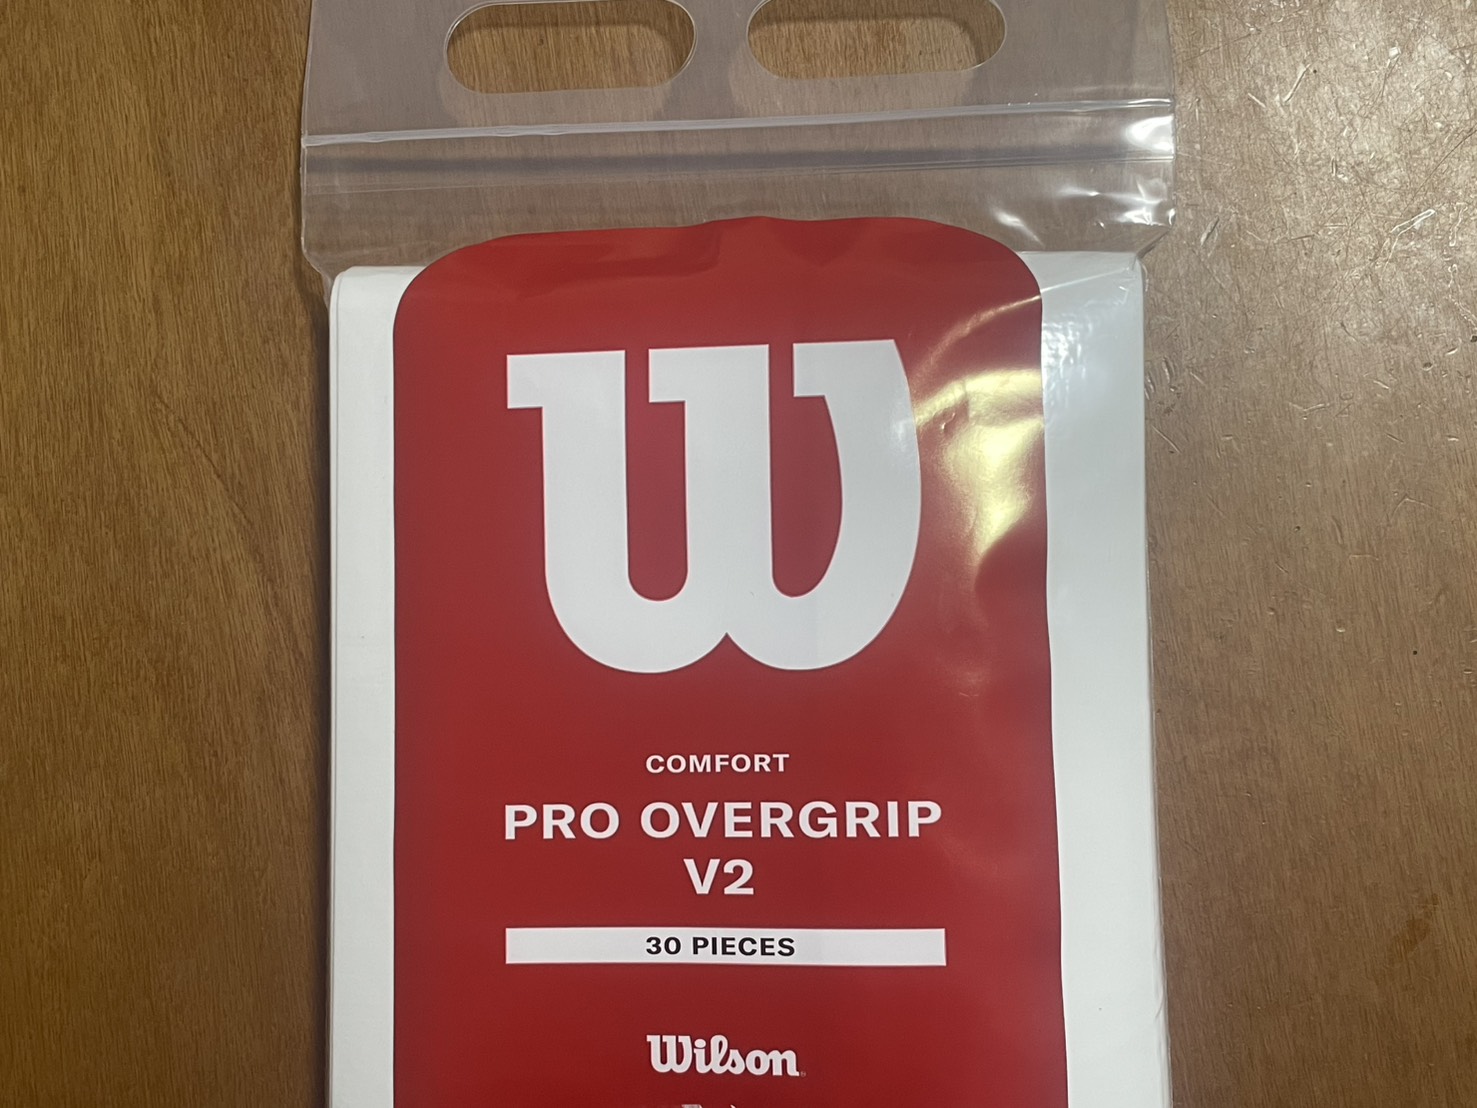 W
COMFORT
PRO OVERGRIP
V2
30 PIECES
Wilson